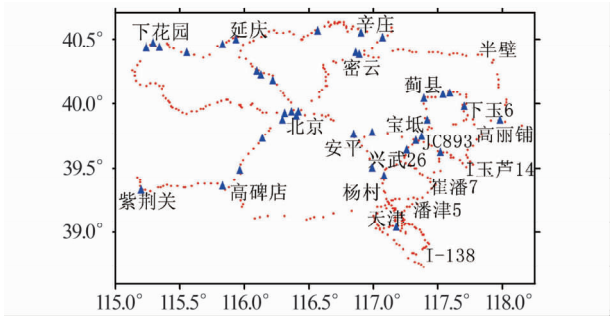 40.5°
40.0°
39.5°
39.0°
下花园
延庆
辛庄
密云
半壁
蓟县
下玉6
北京
宝坻
高丽铺
安平
JC893
兴武26
I玉芦14
崔潘7
紫荆关
高碑店
杨村
潘津5
天津
I-138
115.0° 115.5° 116.0° 116.5° 117.0° 117.5° 118.0°